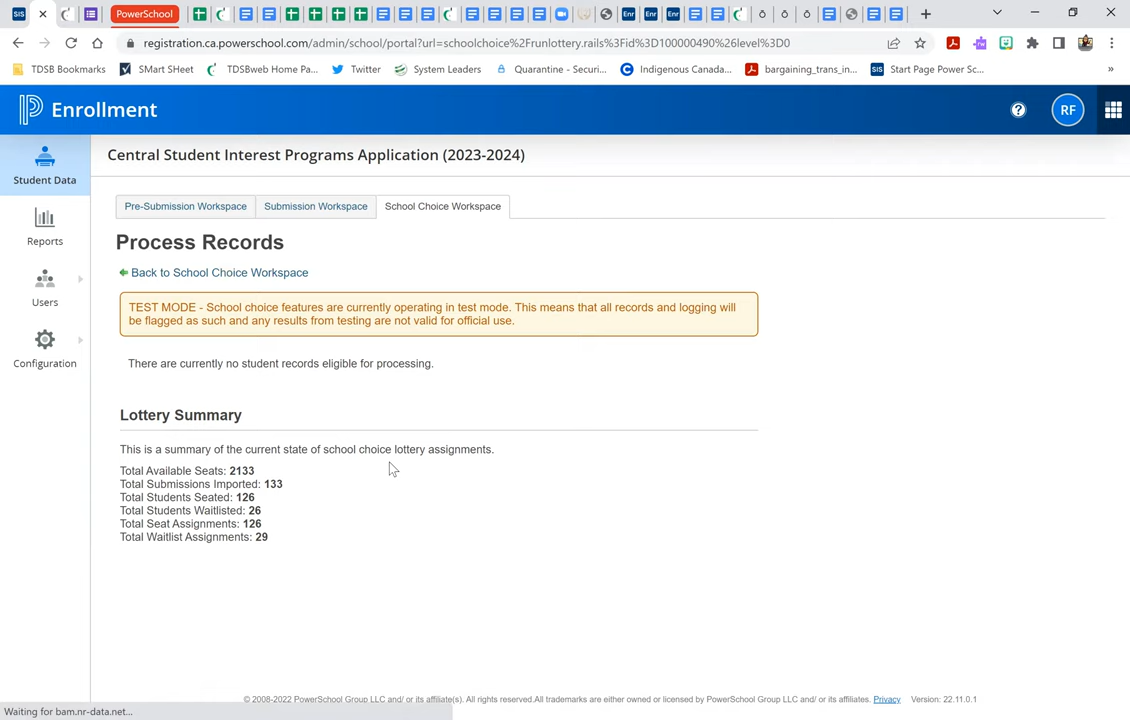 PowerSchool
registration.ca.powerschool.com/admin/school/portal?url=schoolchoice%2Frunlottery.rails%3Fid%3D100000490%26level%3D0
TDSB Bookmarks
SMart SHeet
TDSBweb Home Pa...
Twitter
System Leaders
Quarantine - Securi...
Indigenous Canada...
bargaining_trans_in...
SIS
Start Page Power Sc...
»
Enrollment
RF
Student Data
Reports
Users
Configuration
Central Student Interest Programs Application (2023-2024)
Pre-Submission Workspace
Submission Workspace
School Choice Workspace
Process Records
Back to School Choice Workspace
TEST MODE - School choice features are currently operating in test mode. This means that all records and logging will
be flagged as such and any results from testing are not valid for official use.
There are currently no student records eligible for processing.
Lottery Summary
This is a summary of the current state of school choice lottery assignments.
Total Available Seats: 2133
Total Submissions Imported: 133
Total Students Seated: 126
Total Students Waitlisted: 26
Total Seat Assignments: 126
Total Waitlist Assignments: 29
© 2008-2022 PowerSchool Group LLC and/ or its affiliate(s). All rights reserved.All trademarks are either owned or licensed by PowerSchool Group LLC and/ or its affiliates. Privacy Version: 22.11.0.1
Waiting for bam.nr-data.net...